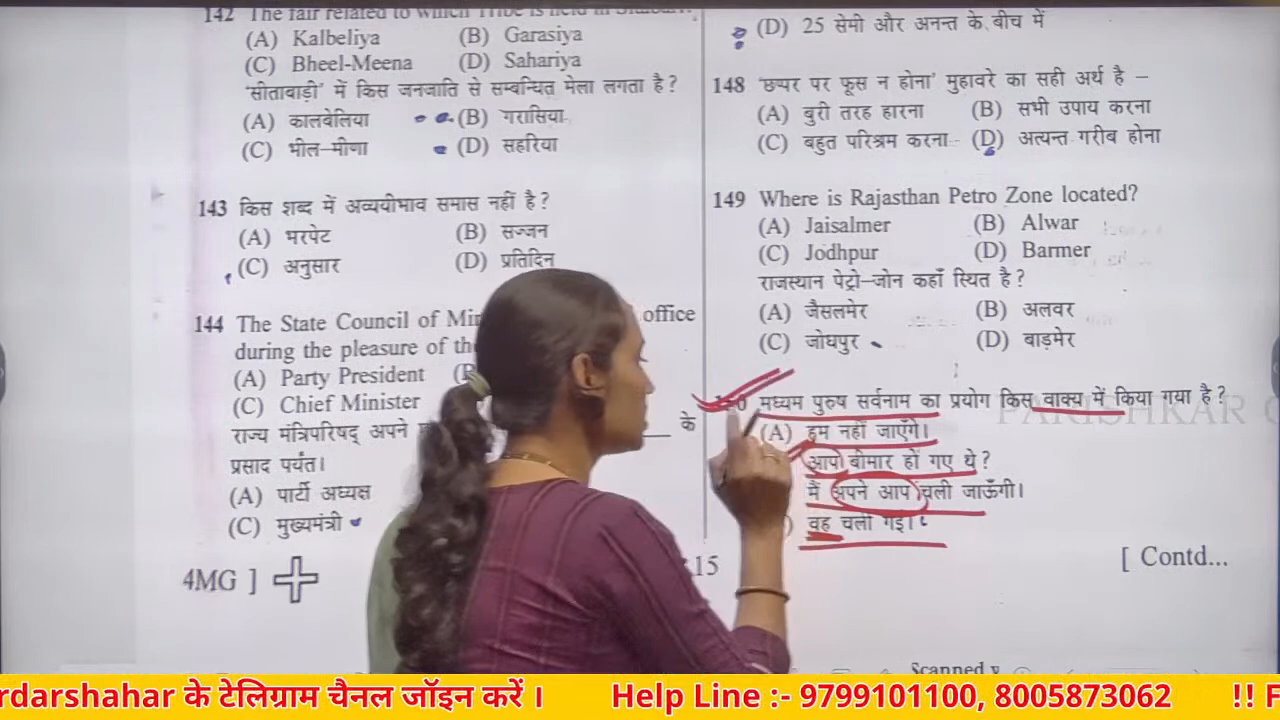 142 The fair related to which Tribe is held in
(A) Kalbeliya (B) Garasiya
(C) Bheel-Meena (D) Sahariya
'सीताबाड़ी' में किस जनजाति से सम्बन्धित मेला लगता है ?
(A) कालबेलिया (B) गरासिया
(C) भील-मीणा (D) सहरिया
143 किस शब्द में अव्ययीभाव समास नहीं है ?
(A) भरपेट (B) सज्जन
(C) अनुसार (D) प्रतिदिन
144 The State Council of office
during the pleasure of
(A) Party President
(C) Chief Minister
राज्य मंत्रिपरिषद् अपने ____ के
प्रसाद पर्यंत।
(A) पार्टी अध्यक्ष
(C) मुख्यमंत्री
4MG ]
15
(D) 25 सेमी और अनन्त के बीच में
148 'छप्पर पर फूस न होना' मुहावरे का सही अर्थ है –
(A) बुरी तरह हारना (B) सभी उपाय करना
(C) बहुत परिश्रम करना (D) अत्यन्त गरीब होना
149 Where is Rajasthan Petro Zone located?
(A) Jaisalmer (B) Alwar
(C) Jodhpur (D) Barmer
राजस्थान पेट्रो-जोन कहाँ स्थित है ?
(A) जैसलमेर (B) अलवर
(C) जोधपुर (D) बाड़मेर
मध्यम पुरुष सर्वनाम का प्रयोग किस वाक्य में किया गया है ?
(A) हम नहीं जाएँगे।
आप बीमार हो गए थे ?
मैं अपने आप चली जाऊँगी।
वह चली गई।
PARISHKAR
[ Contd...
Scanned
rdarshahar के टेलिग्राम चैनल जॉइन करें । Help Line :- 9799101100, 8005873062 !! F